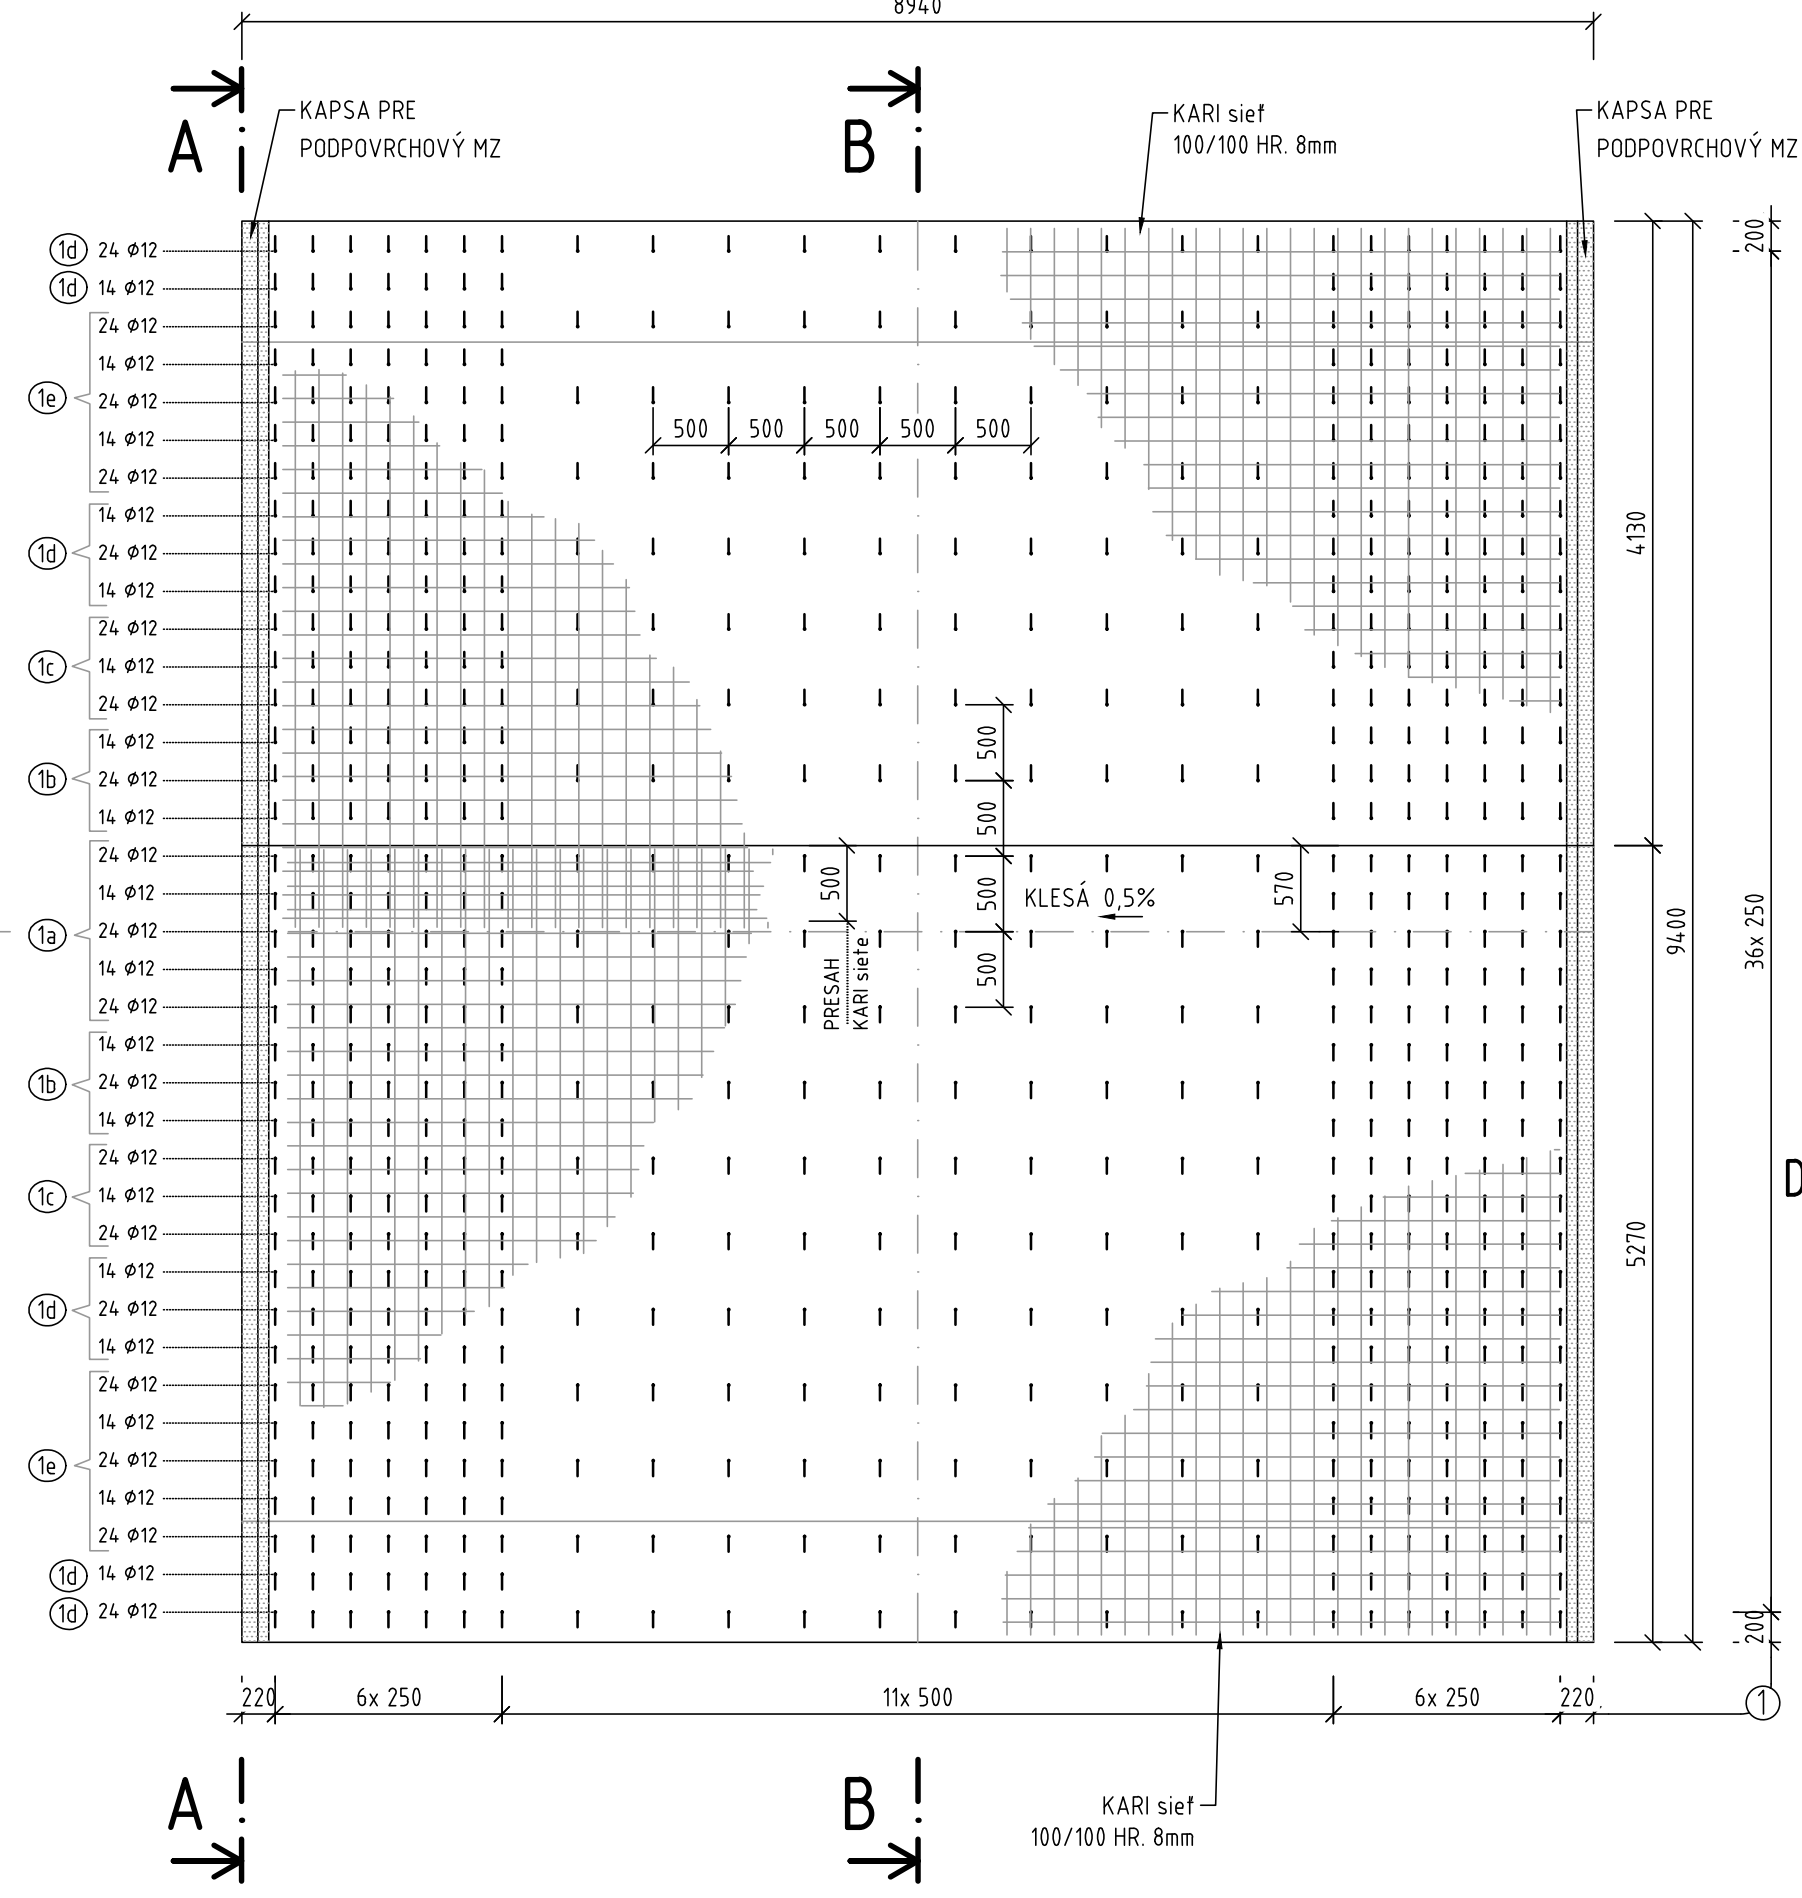 8940
A
B
KAPSA PRE
PODPOVRCHOVÝ MZ
KARI sieť
100/100 HR. 8mm
KAPSA PRE
PODPOVRCHOVÝ MZ
1d 24 Ø12
1d 14 Ø12
24 Ø12
14 Ø12
1e 24 Ø12
14 Ø12
24 Ø12
14 Ø12
1d 24 Ø12
14 Ø12
24 Ø12
1c 14 Ø12
24 Ø12
14 Ø12
1b 24 Ø12
14 Ø12
24 Ø12
14 Ø12
1a 24 Ø12
14 Ø12
24 Ø12
14 Ø12
1b 24 Ø12
14 Ø12
24 Ø12
1c 14 Ø12
24 Ø12
14 Ø12
1d 24 Ø12
14 Ø12
24 Ø12
14 Ø12
1e 24 Ø12
14 Ø12
24 Ø12
1d 14 Ø12
1d 24 Ø12
500 500 500 500 500
500
500
500
500
500
PRESAH
KARI siete
KLESÁ 0,5%
570
4130
5270
9400
200
36x 250
200
D
220 6x 250 11x 500 6x 250 220
1
A
B
KARI sieť
100/100 HR. 8mm